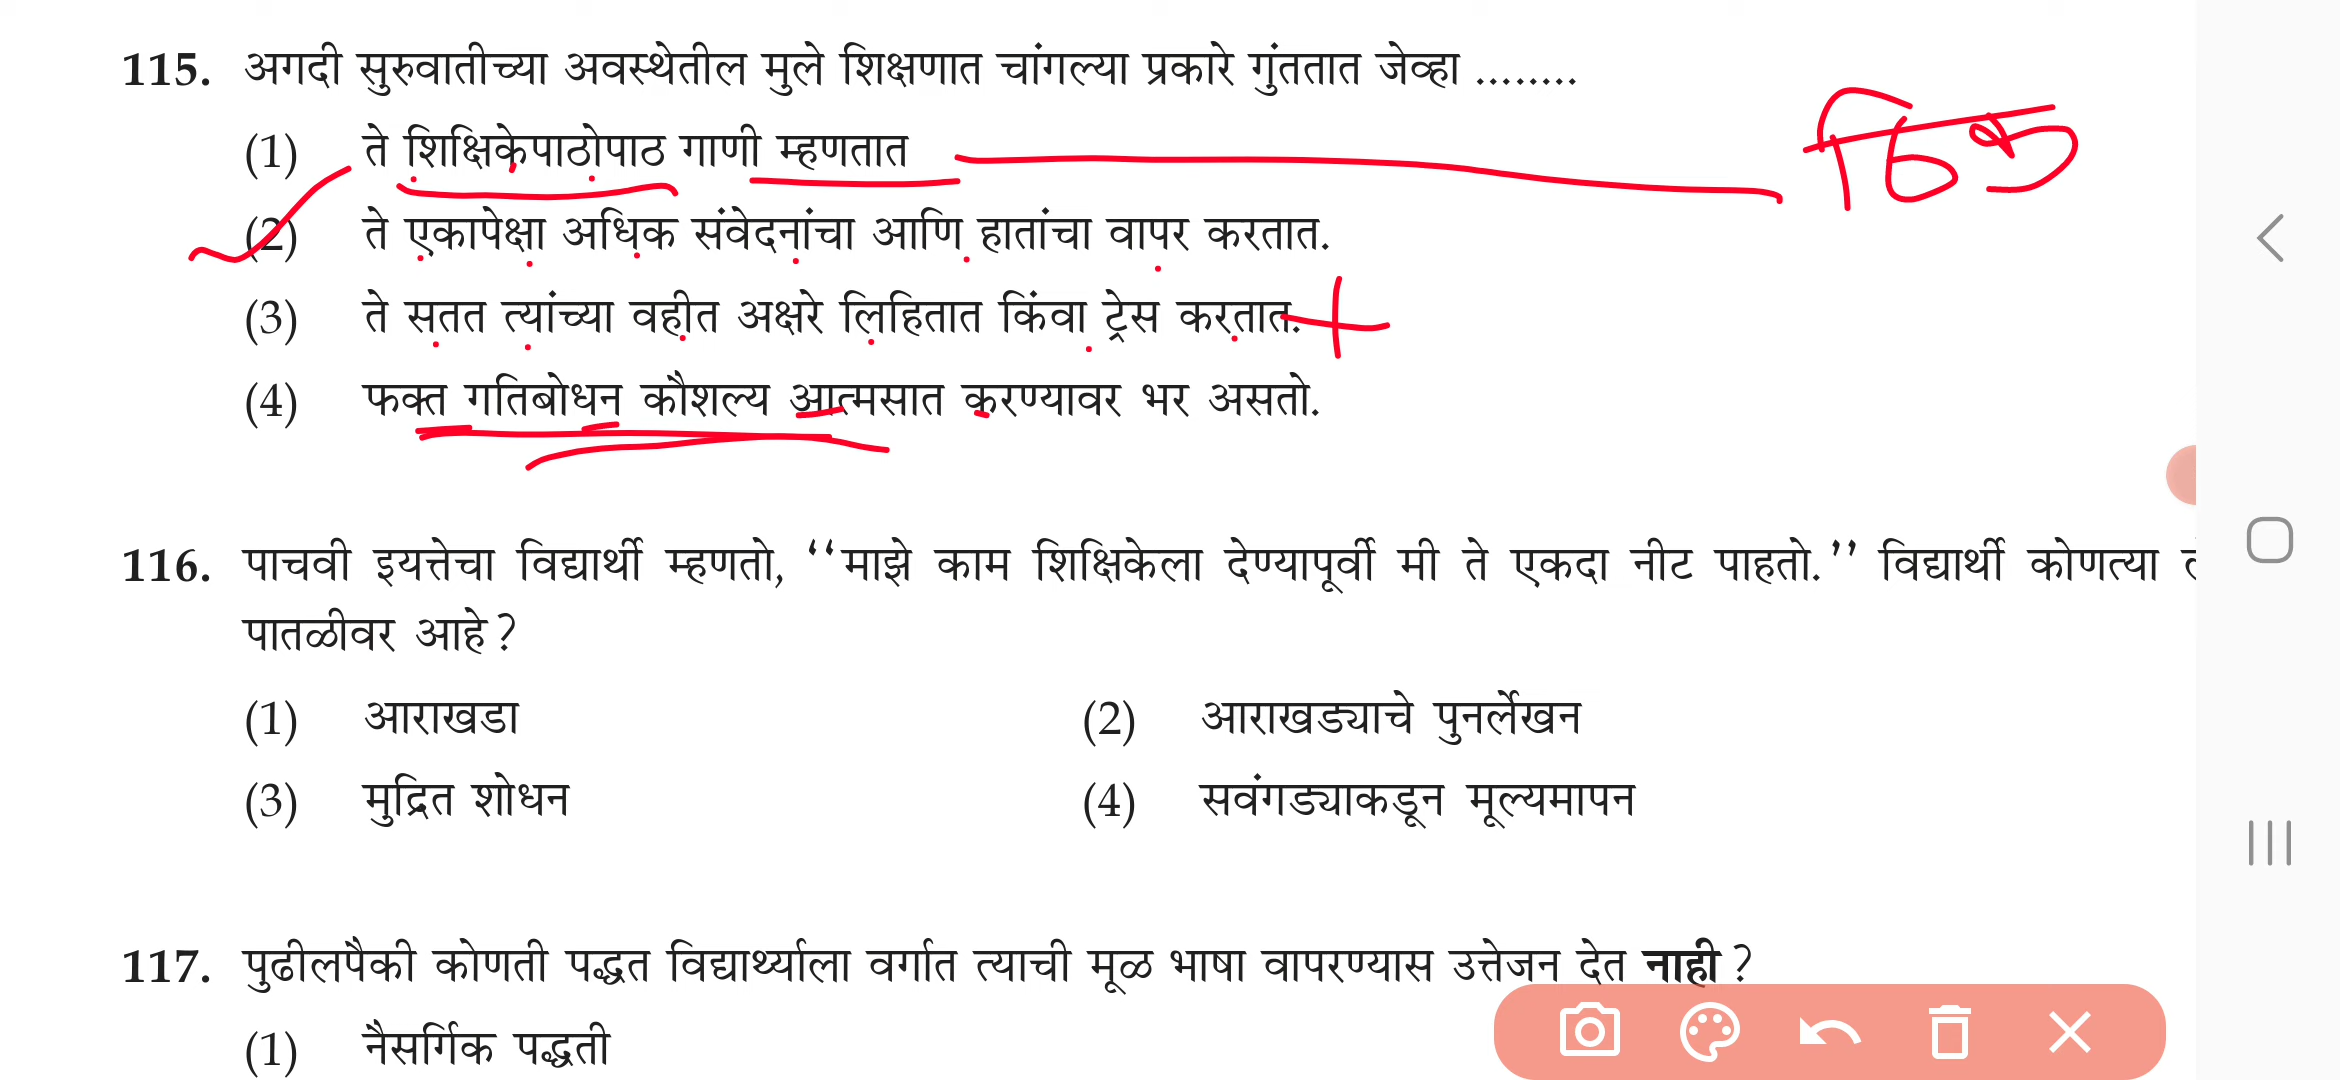 115. अगदी सुरुवातीच्या अवस्थेतील मुले शिक्षणात चांगल्या प्रकारे गुंततात जेव्हा ........
(1) ते शिक्षिकेपाठोपाठ गाणी म्हणतात
(2) ते एकापेक्षा अधिक संवेदनांचा आणि हातांचा वापर करतात.
(3) ते सतत त्यांच्या वहीत अक्षरे लिहितात किंवा ट्रेस करतात.
(4) फक्त गतिबोधन कौशल्य आत्मसात करण्यावर भर असतो.
116. पाचवी इयत्तेचा विद्यार्थी म्हणतो, ‘‘माझे काम शिक्षिकेला देण्यापूर्वी मी ते एकदा नीट पाहतो.’’ विद्यार्थी कोणत्या
पातळीवर आहे ?
(1) आराखडा (2) आराखड्याचे पुनर्लेखन
(3) मुद्रित शोधन (4) सवंगड्याकडून मूल्यमापन
117. पुढीलपैकी कोणती पद्धत विद्यार्थ्याला वर्गात त्याची मूळ भाषा वापरण्यास उत्तेजन देत नाही ?
(1) नैसर्गिक पद्धती